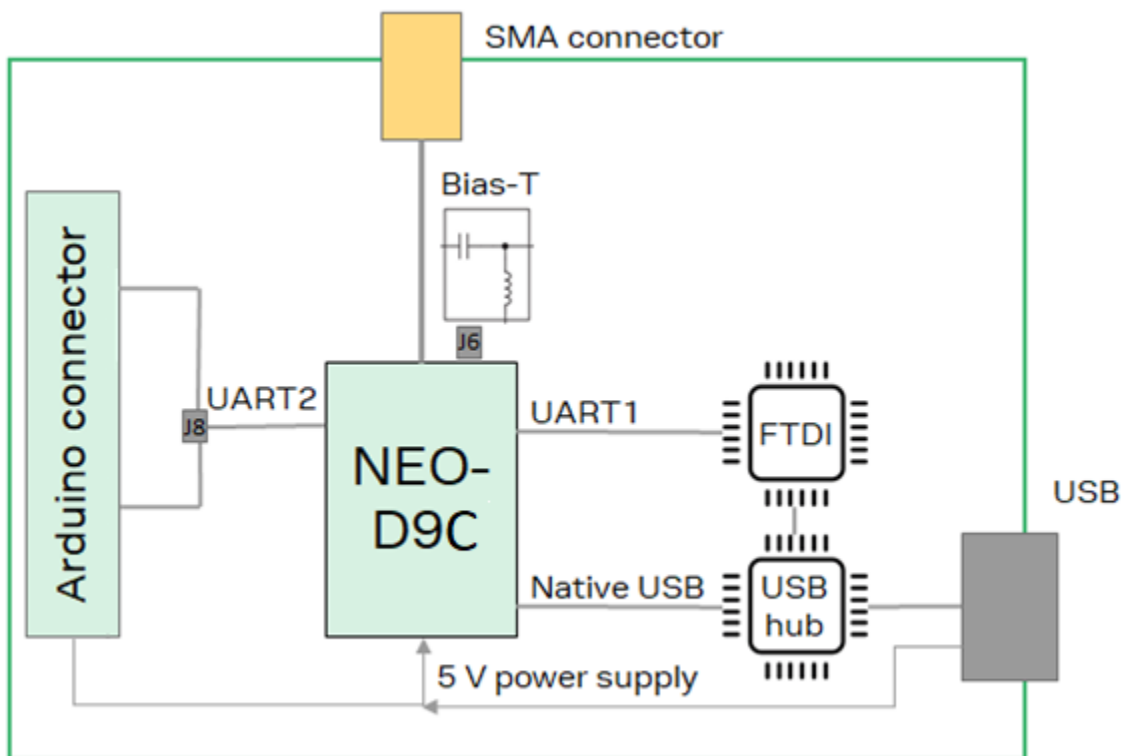 SMA connector
Bias-T
J6
Arduino connector
UART2
J8
NEO-
D9C
UART1
FTDI
USB
Native USB
USB
hub
5 V power supply